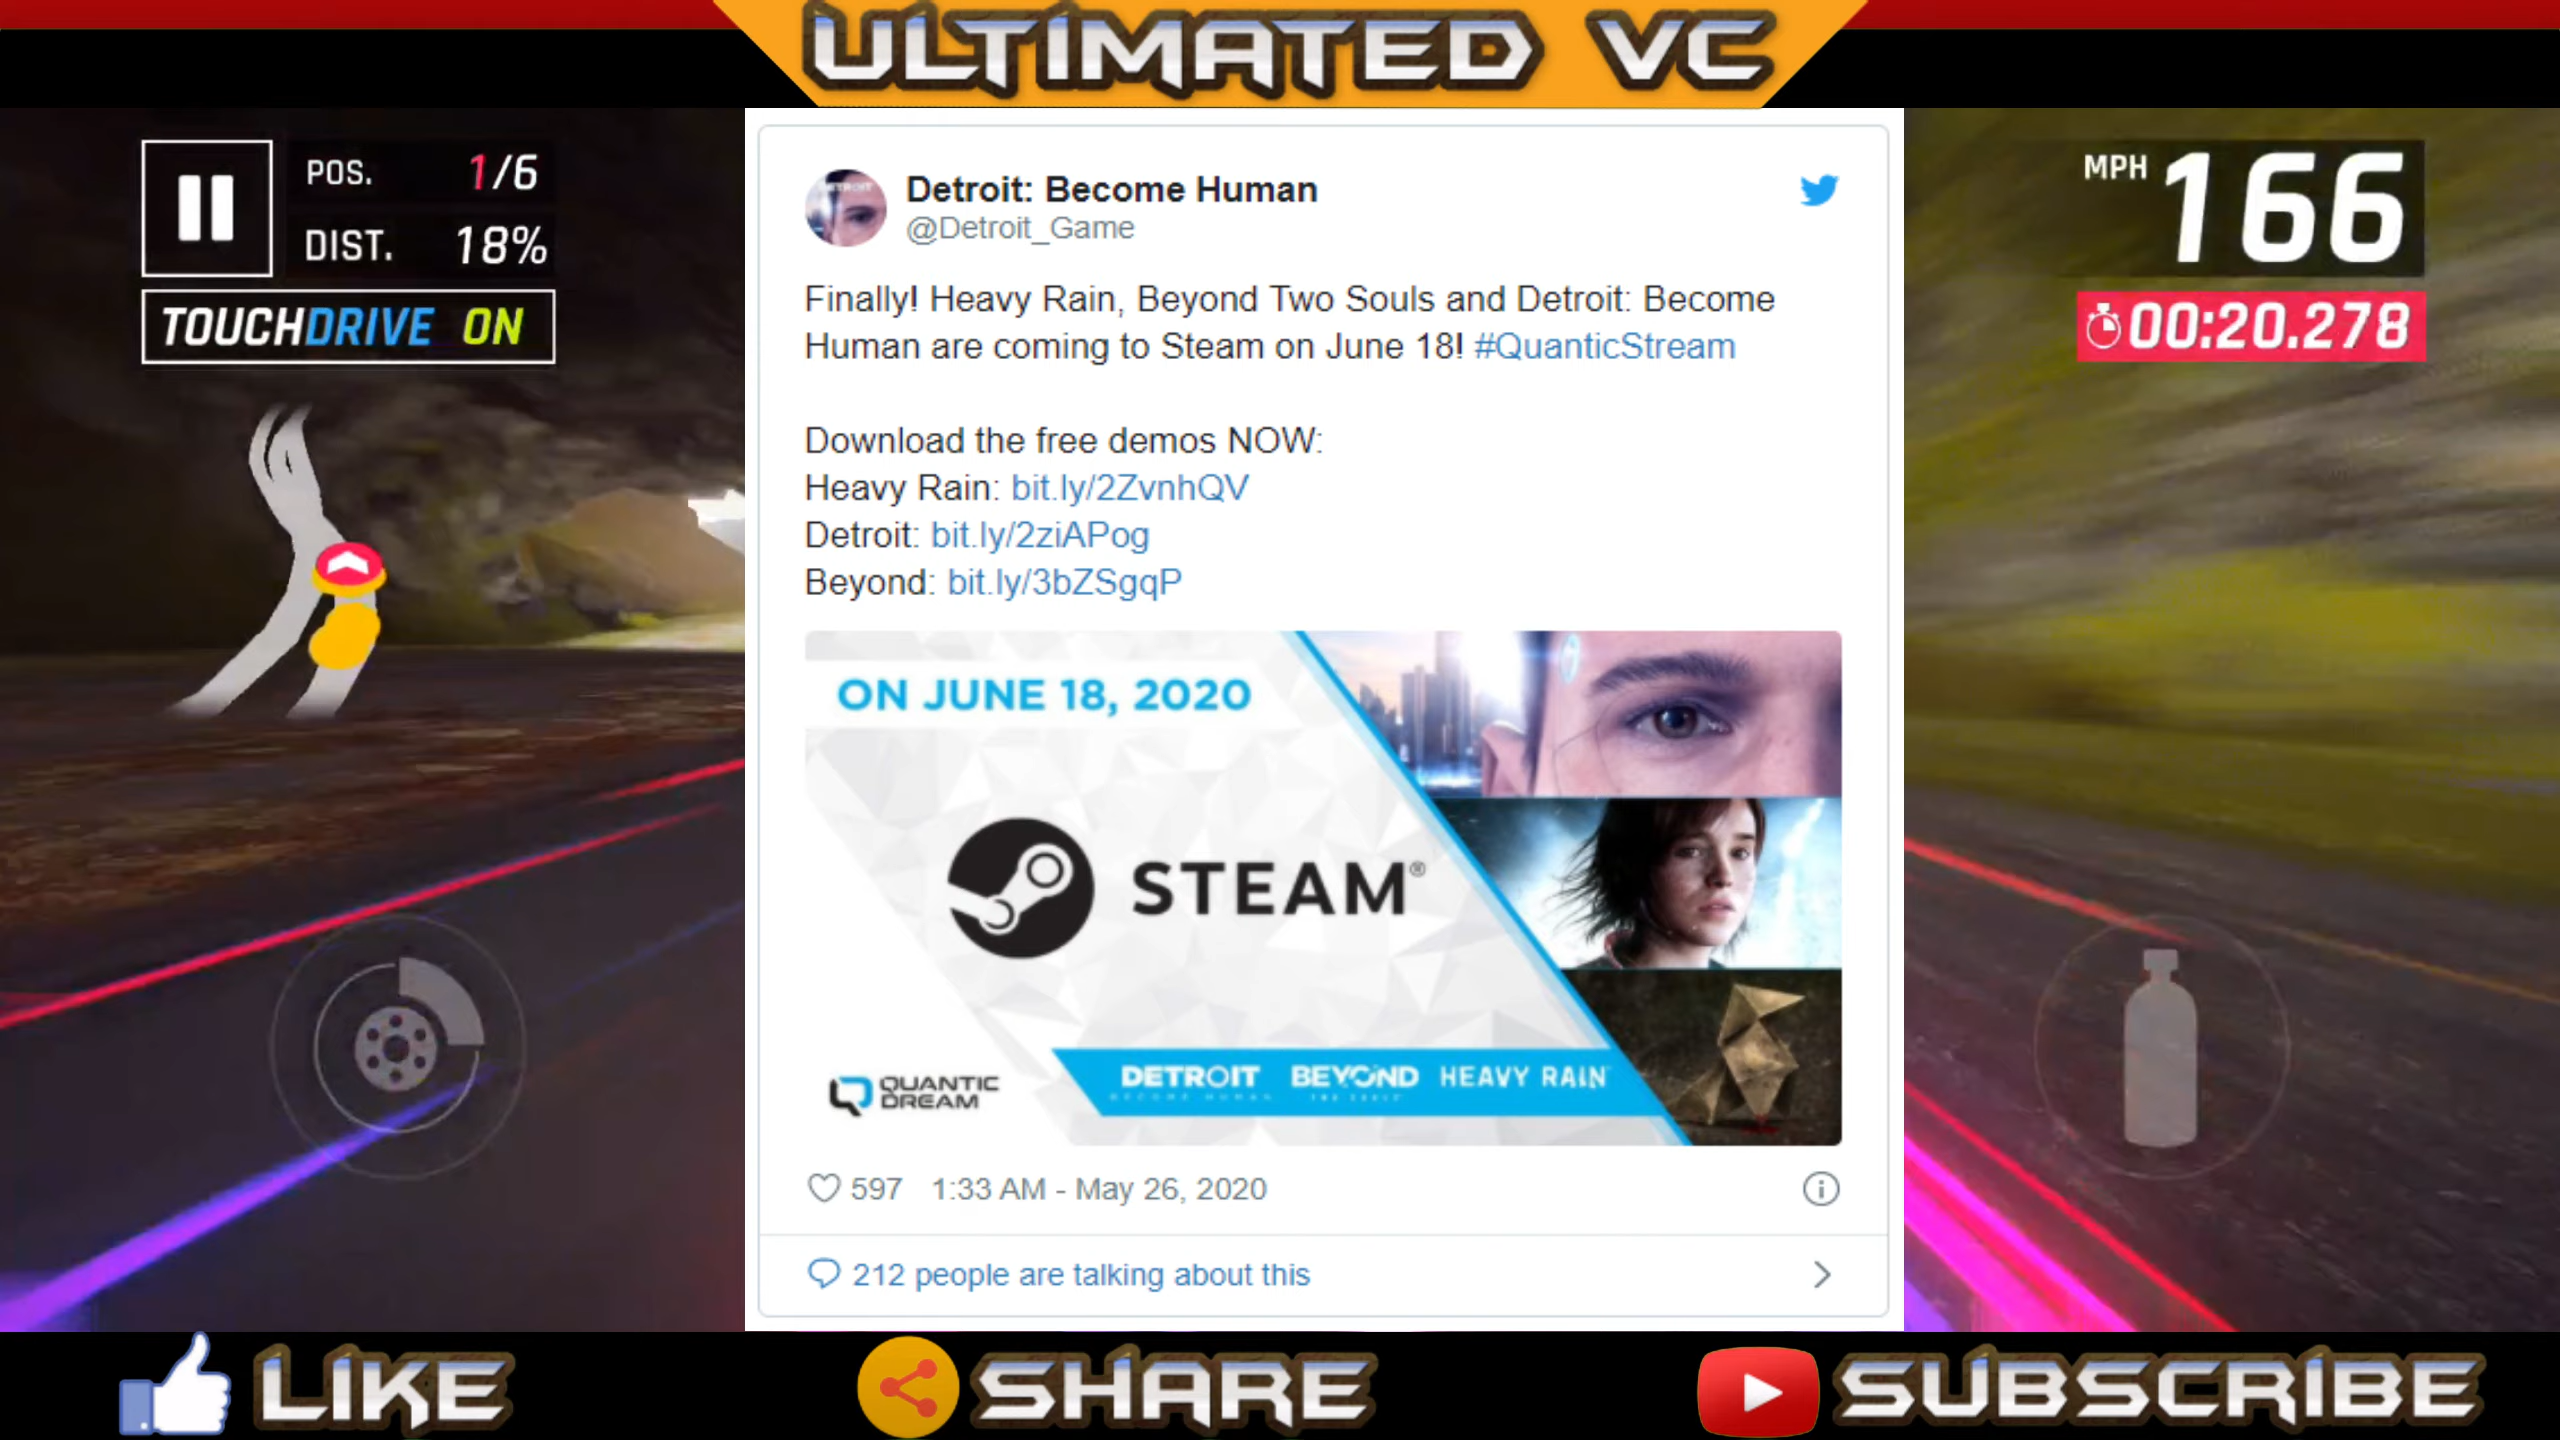 ULTIMATED VC
POS. 1/6
DIST. 18%
TOUCHDRIVE ON
MPH 166
00:20.278
Detroit: Become Human
@Detroit_Game
Finally! Heavy Rain, Beyond Two Souls and Detroit: Become
Human are coming to Steam on June 18! #QuanticStream
Download the free demos NOW:
Heavy Rain: bit.ly/2ZvnhQV
Detroit: bit.ly/2ziAPog
Beyond: bit.ly/3bZSgqP
ON JUNE 18, 2020
STEAM®
QUANTIC
DREAM
DETROIT BEYOND HEAVY RAIN
BECOME HUMAN TWO SOULS
597 1:33 AM - May 26, 2020
212 people are talking about this
LIKE SHARE SUBSCRIBE